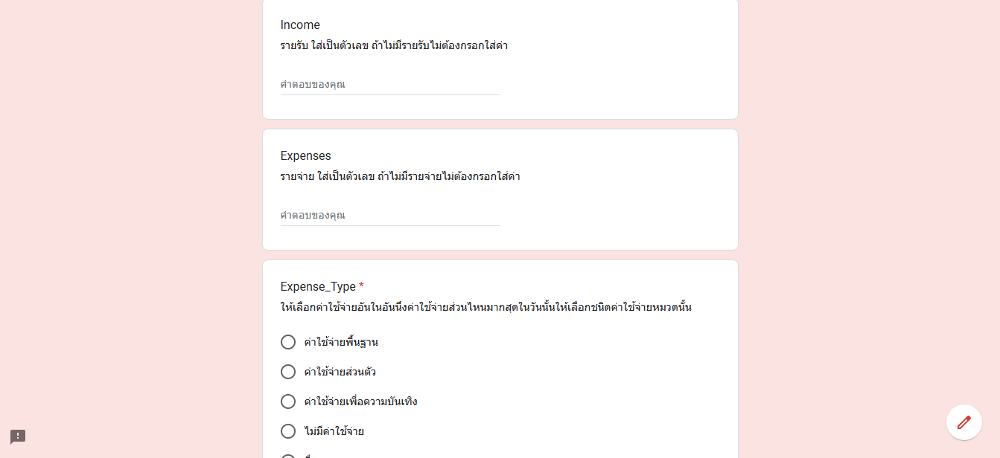 Income
รายรับ ใส่เป็นตัวเลข ถ้าไม่มีรายรับไม่ต้องกรอกใส่ค่า
คำตอบของคุณ
Expenses
รายจ่าย ใส่เป็นตัวเลข ถ้าไม่มีรายจ่ายไม่ต้องกรอกใส่ค่า
คำตอบของคุณ
Expense_Type *
ให้เลือกค่าใช้จ่ายอันในอันนึงค่าใช้จ่ายส่วนไหนมากสุดในวันนั้นให้เลือกชนิดค่าใช้จ่ายหมวดนั้น
ค่าใช้จ่ายพื้นฐาน
ค่าใช้จ่ายส่วนตัว
ค่าใช้จ่ายเพื่อความบันเทิง
ไม่มีค่าใช้จ่าย